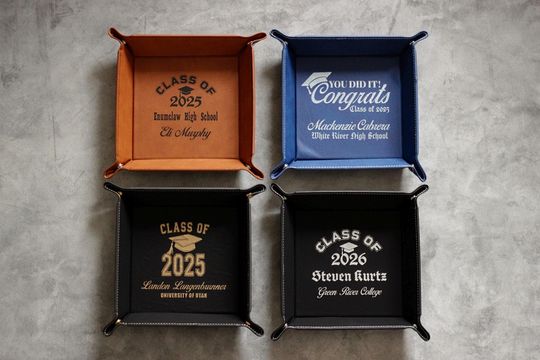 CLASS OF
2025
Enumclaw High School
Eli Murphy
YOU DID IT!
Congrats
Class of 2025
Mackenzie Cabrera
White River High School
CLASS OF
2025
Landon Langenbrunner
UNIVERSITY OF UTAH
CLASS OF
2026
Steven Kurtz
Green River College